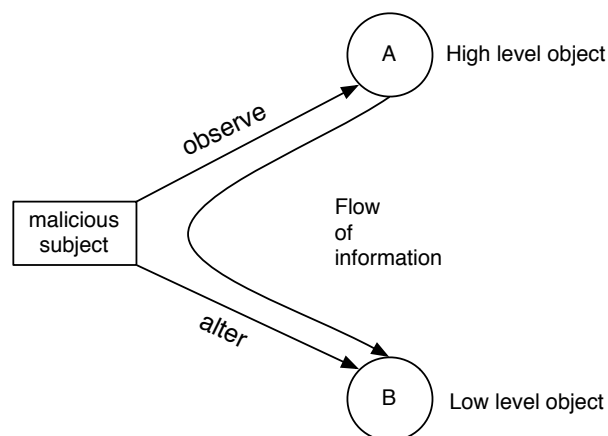 A
High level object
observe
malicious
subject
Flow
of
information
alter
B
Low level object